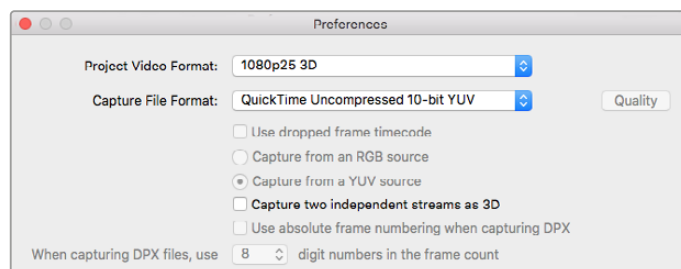 Preferences
Project Video Format: 1080p25 3D
Capture File Format: QuickTime Uncompressed 10-bit YUV Quality
Use dropped frame timecode
Capture from an RGB source
Capture from a YUV source
Capture two independent streams as 3D
Use absolute frame numbering when capturing DPX
When capturing DPX files, use 8 digit numbers in the frame count